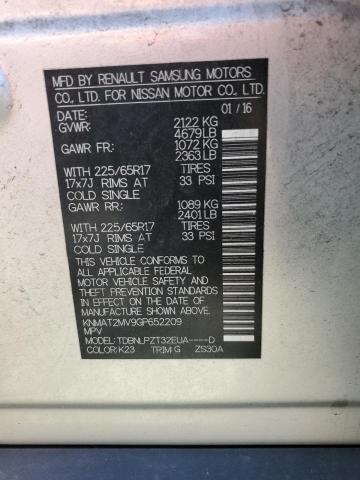 MFD BY RENAULT SAMSUNG MOTORS
CO., LTD. FOR NISSAN MOTOR CO., LTD.
DATE: 01/16
GVWR: 2122 KG
4679LB
GAWR FR: 1072 KG
2363 LB
WITH 225/65R17 TIRES
17x7J RIMS AT 33 PSI
COLD SINGLE
GAWR RR: 1089 KG
2401 LB
WITH 225/65R17 TIRES
17x7J RIMS AT 33 PSI
COLD SINGLE
THIS VEHICLE CONFORMS TO ALL
APPLICABLE FEDERAL MOTOR VEHICLE
SAFETY AND THEFT
PREVENTION STANDARDS
IN EFFECT ON THE DATE OF
MANUFACTURE SHOWN ABOVE.
KNMAT2MV9GP652209
MPV
MODEL: TDBNLPZT32EUA----D
COLOR: K23 TRIM: G ZS30A